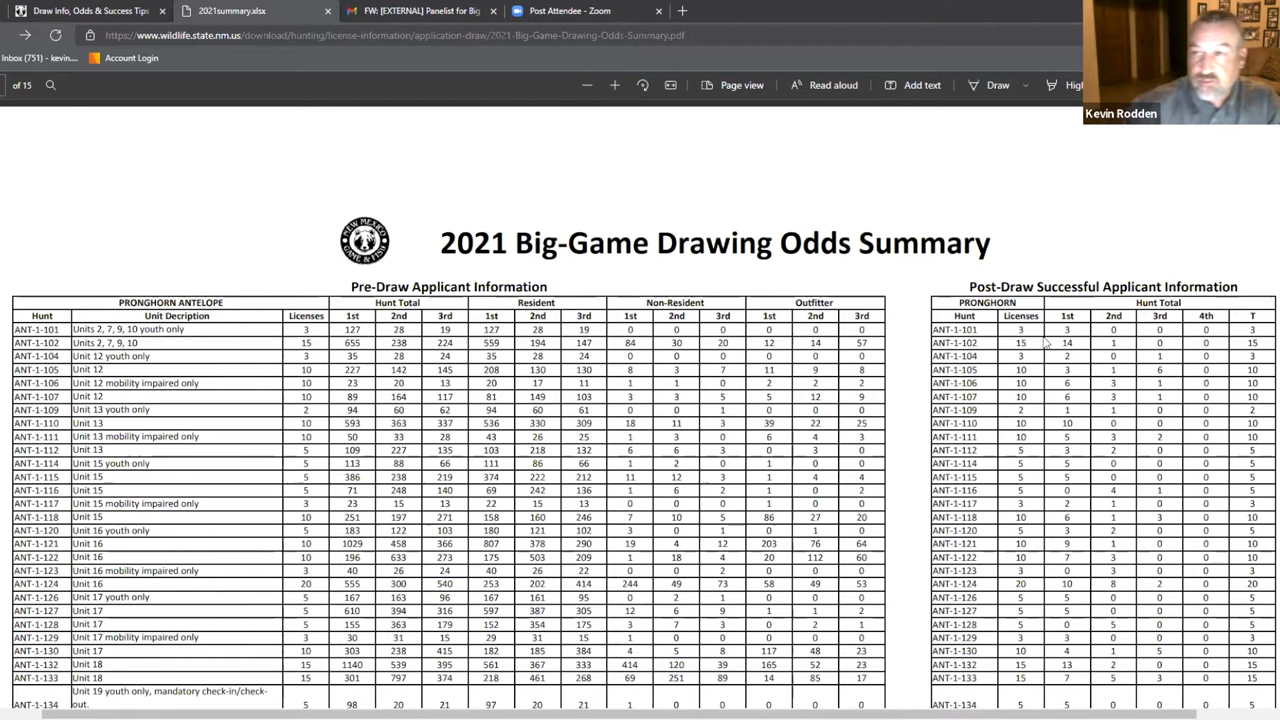 Draw Info, Odds & Success Tips
2021summary.xlsx
FW: [EXTERNAL] Panelist for Big
Post Attendee - Zoom
https://www.wildlife.state.nm.us/download/hunting/license-information/application-draw/2021-Big-Game-Drawing-Odds-Summary.pdf
Inbox (751) - kevin....
Account Login
of 15
Page view
Read aloud
Add text
Draw
Kevin Rodden
NEW MEXICO GAME & FISH
2021 Big-Game Drawing Odds Summary
Pre-Draw Applicant Information Post-Draw Successful Applicant Information
PRONGHORN ANTELOPE Hunt Total Resident Non-Resident Outfitter PRONGHORN Hunt Total
Hunt Unit Decription Licenses 1st 2nd 3rd 1st 2nd 3rd 1st 2nd 3rd 1st 2nd 3rd Hunt Licenses 1st 2nd 3rd 4th T
ANT-1-101 Units 2, 7, 9, 10 youth only 3 127 28 19 127 28 19 0 0 0 0 0 0 ANT-1-101 3 3 0 0 0 3
ANT-1-102 Units 2, 7, 9, 10 15 655 238 224 559 194 147 84 30 20 12 14 57 ANT-1-102 15 14 1 0 0 15
ANT-1-104 Unit 12 youth only 3 35 28 24 35 28 24 0 0 0 0 0 0 ANT-1-104 3 2 0 1 0 3
ANT-1-105 Unit 12 10 227 142 145 208 130 130 8 3 7 11 9 8 ANT-1-105 10 3 1 6 0 10
ANT-1-106 Unit 12 mobility impaired only 10 23 20 13 20 17 11 1 1 0 2 2 2 ANT-1-106 10 6 3 1 0 10
ANT-1-107 Unit 12 10 89 164 117 81 149 103 3 3 5 5 12 9 ANT-1-107 10 6 3 1 0 10
ANT-1-109 Unit 13 youth only 2 94 60 62 94 60 61 0 0 1 0 0 0 ANT-1-109 2 1 1 0 0 2
ANT-1-110 Unit 13 10 593 363 337 536 330 309 18 11 3 39 22 25 ANT-1-110 10 10 0 0 0 10
ANT-1-111 Unit 13 mobility impaired only 10 50 33 28 43 26 25 1 3 0 6 4 3 ANT-1-111 10 5 3 2 0 10
ANT-1-112 Unit 13 5 109 227 135 103 218 132 6 6 3 0 3 0 ANT-1-112 5 3 2 0 0 5
ANT-1-114 Unit 15 youth only 5 113 88 66 111 86 66 1 2 0 1 0 0 ANT-1-114 5 5 0 0 0 5
ANT-1-115 Unit 15 5 386 238 219 374 222 212 11 12 3 1 4 4 ANT-1-115 5 5 0 0 0 5
ANT-1-116 Unit 15 5 71 248 140 69 242 136 1 6 2 1 0 2 ANT-1-116 5 0 4 1 0 5
ANT-1-117 Unit 15 mobility impaired only 3 23 15 13 22 15 13 1 0 0 0 0 0 ANT-1-117 3 2 1 0 0 3
ANT-1-118 Unit 15 10 251 197 271 158 160 246 7 10 5 86 27 20 ANT-1-118 10 6 1 3 0 10
ANT-1-120 Unit 16 youth only 5 183 122 103 180 121 102 3 0 1 0 1 0 ANT-1-120 5 3 2 0 0 5
ANT-1-121 Unit 16 10 1029 458 366 807 378 290 19 4 12 203 76 64 ANT-1-121 10 9 1 0 0 10
ANT-1-122 Unit 16 10 196 633 273 175 503 209 1 18 4 20 112 60 ANT-1-122 10 7 3 0 0 10
ANT-1-123 Unit 16 mobility impaired only 3 40 26 24 40 26 22 0 0 2 0 0 0 ANT-1-123 3 0 3 0 0 3
ANT-1-124 Unit 16 20 555 300 540 253 202 414 244 49 73 58 49 53 ANT-1-124 20 10 8 2 0 20
ANT-1-126 Unit 17 youth only 5 167 163 96 167 161 95 0 2 1 0 0 0 ANT-1-126 5 5 0 0 0 5
ANT-1-127 Unit 17 5 610 394 316 597 387 305 12 6 9 1 1 2 ANT-1-127 5 5 0 0 0 5
ANT-1-128 Unit 17 5 155 363 179 152 354 175 3 7 3 0 2 1 ANT-1-128 5 0 5 0 0 5
ANT-1-129 Unit 17 mobility impaired only 3 30 31 15 29 31 15 1 0 0 0 0 0 ANT-1-129 3 3 0 0 0 3
ANT-1-130 Unit 17 10 303 238 415 182 185 384 4 5 8 117 48 23 ANT-1-130 10 4 1 5 0 10
ANT-1-132 Unit 18 15 1140 539 395 561 367 333 414 120 39 165 52 23 ANT-1-132 15 13 2 0 0 15
ANT-1-133 Unit 18 15 301 797 374 218 461 268 69 251 89 14 85 17 ANT-1-133 15 7 5 3 0 15
Unit 19 youth only, mandatory check-in/check-
ANT-1-134 out. 5 98 20 21 97 20 21 1 0 0 0 0 0 ANT-1-134 5 5 0 0 0 5